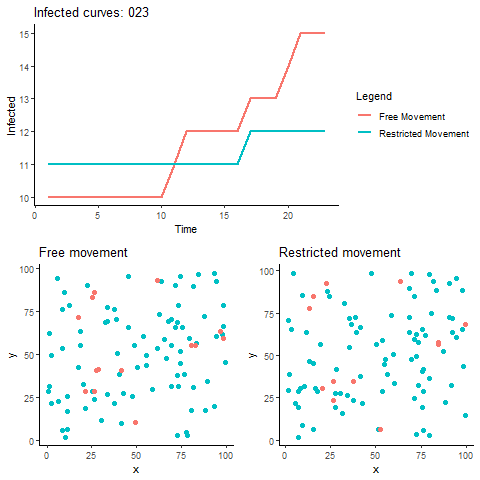 Infected curves: 023
15
14
13
12
11
10
Infected
0 5 10 15 20
Time
Legend
Free Movement
Restricted Movement
Free movement
100
75
50
25
0
y
0 25 50 75 100
x
Restricted movement
100
75
50
25
0
y
0 25 50 75 100
x